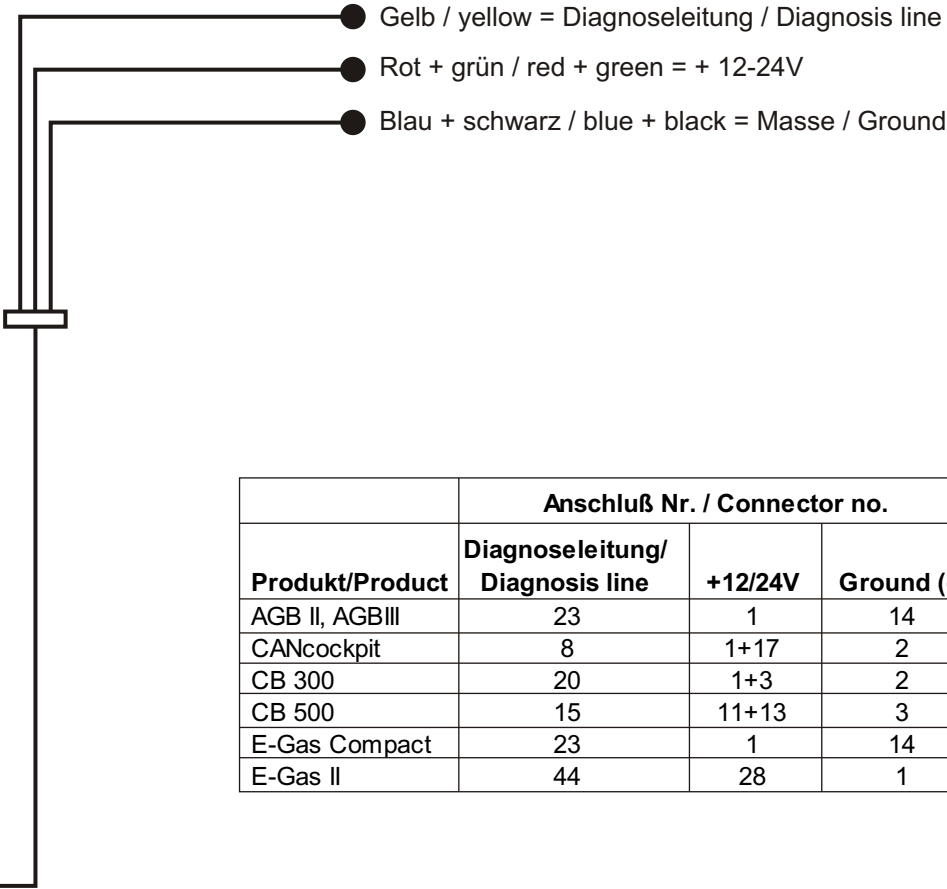 Gelb / yellow = Diagnoseleitung / Diagnosis line
Rot + grün / red + green = + 12-24V
Blau + schwarz / blue + black = Masse / Ground
Anschluß Nr. / Connector no.
Produkt/Product Diagnoseleitung/ Diagnosis line +12/24V Ground (
AGB II, AGBIII 23 1 14
CANcockpit 8 1+17 2
CB 300 20 1+3 2
CB 500 15 11+13 3
E-Gas Compact 23 1 14
E-Gas II 44 28 1